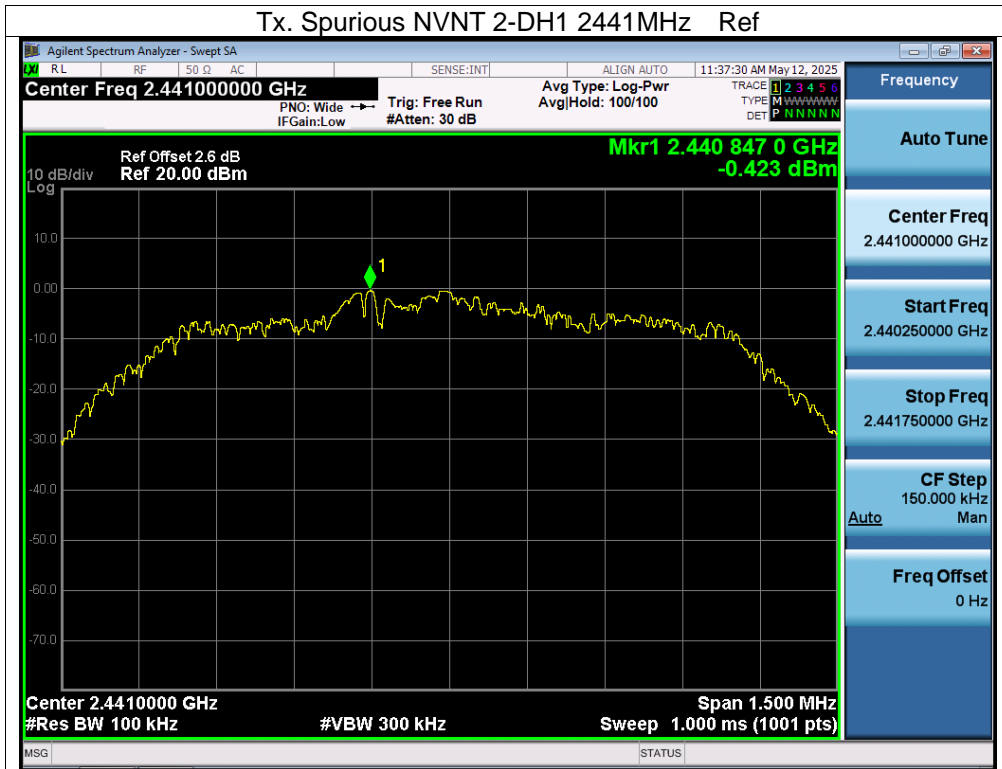 Tx. Spurious NVNT 2-DH1 2441MHz Ref
Agilent Spectrum Analyzer - Swept SA
LXI RL RF 50 Ω AC SENSE:INT ALIGN AUTO 11:37:30 AM May 12, 2025
Center Freq 2.441000000 GHz
PNO: Wide
IFGain:Low
Trig: Free Run
#Atten: 30 dB
Avg Type: Log-Pwr
Avg|Hold: 100/100
TRACE 1 2 3 4 5 6
TYPE M WWWWW
DET P N N N N N
Mkr1 2.440 847 0 GHz
-0.423 dBm
Ref Offset 2.6 dB
10 dB/div Ref 20.00 dBm
Log
10.0
0.00
-10.0
-20.0
-30.0
-40.0
-50.0
-60.0
-70.0
1
Center 2.4410000 GHz Span 1.500 MHz
#Res BW 100 kHz #VBW 300 kHz Sweep 1.000 ms (1001 pts)
MSG STATUS
Frequency
Auto Tune
Center Freq
2.441000000 GHz
Start Freq
2.440250000 GHz
Stop Freq
2.441750000 GHz
CF Step
150.000 kHz
Auto Man
Freq Offset
0 Hz